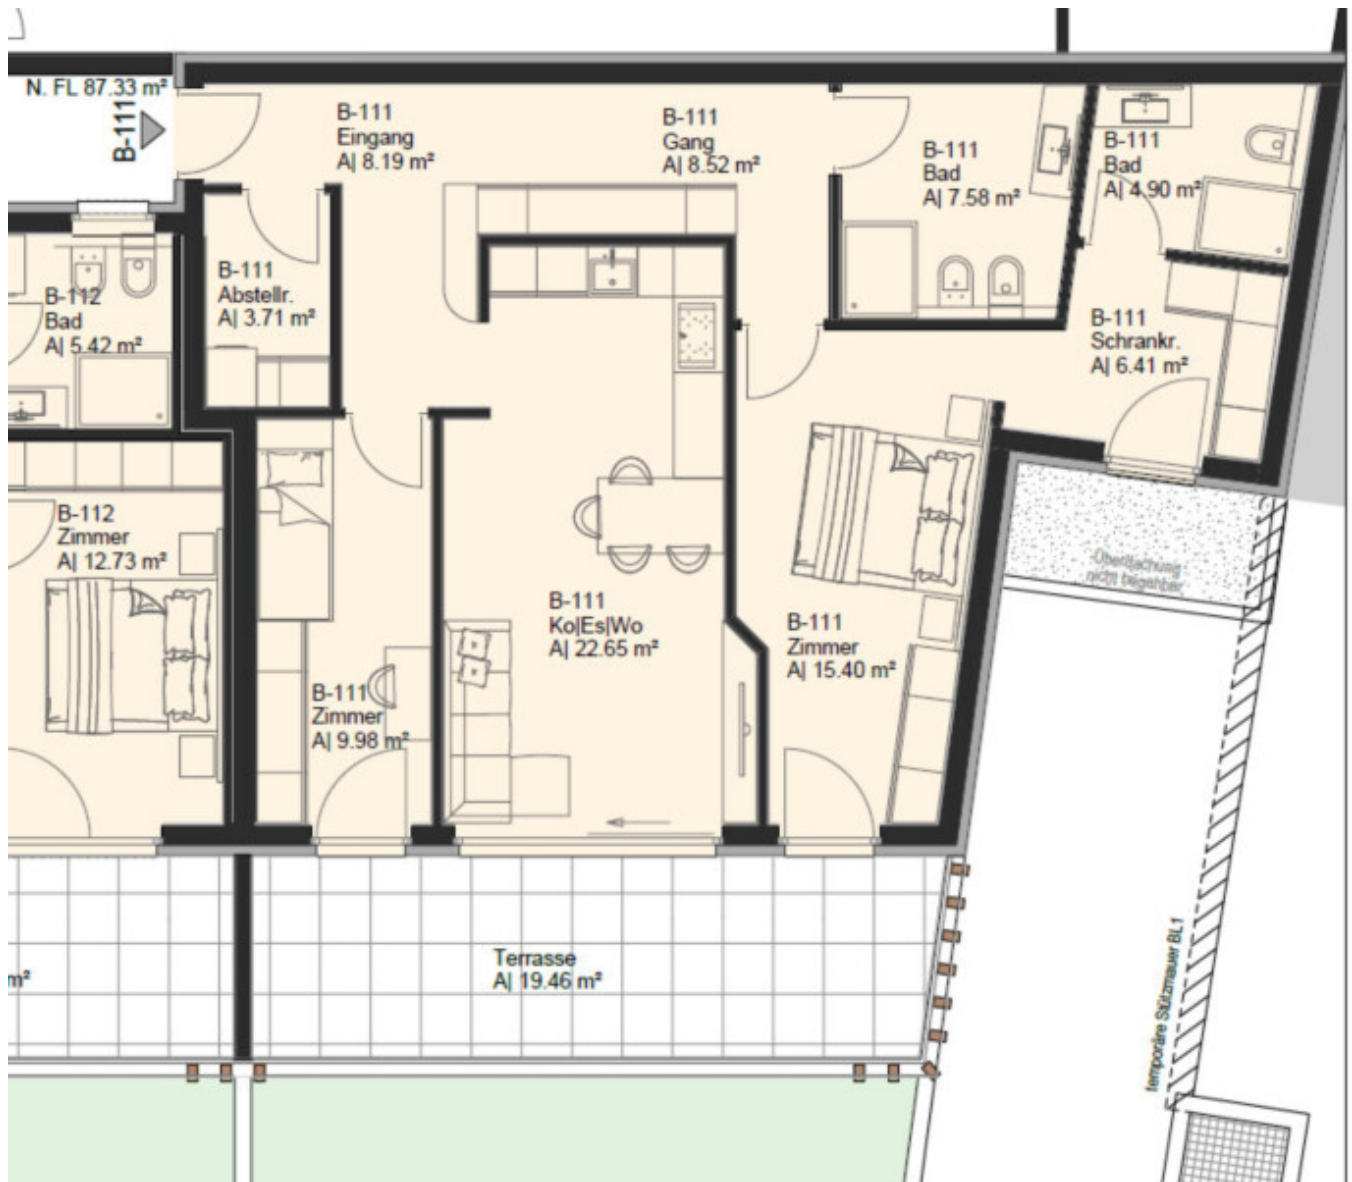 N. FL 87.33 m²
B-111
B-111
Eingang
A| 8.19 m²
B-111
Gang
A| 8.52 m²
B-111
Bad
A| 7.58 m²
B-111
Bad
A| 4.90 m²
B-111
Abstellr.
A| 3.71 m²
B-112
Bad
A| 5.42 m²
B-111
Schrankr.
A| 6.41 m²
B-112
Zimmer
A| 12.73 m²
Überdachung
nicht begehbar
B-111
Ko|Es|Wo
A| 22.65 m²
B-111
Zimmer
A| 15.40 m²
B-111
Zimmer
A| 9.98 m²
Terrasse
A| 19.46 m²
m²
temporäre Stützmauer BL1